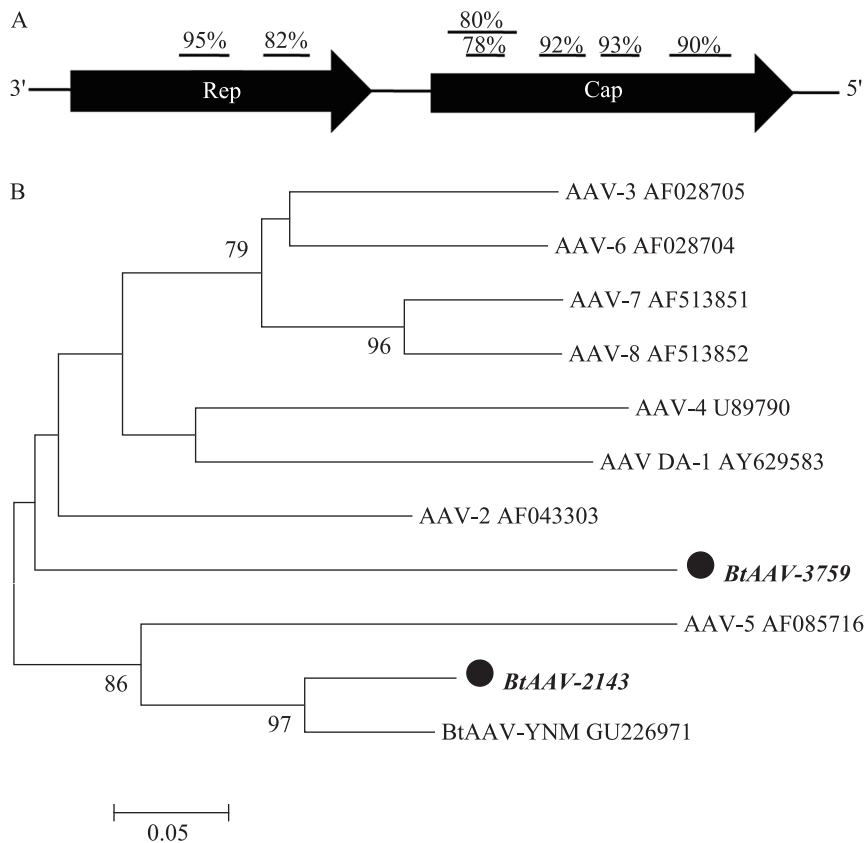 A
95%
82%
80%
78%
92%
93%
90%
3'
Rep
Cap
5'
B
AAV-3 AF028705
79
AAV-6 AF028704
AAV-7 AF513851
96
AAV-8 AF513852
AAV-4 U89790
AAV DA-1 AY629583
AAV-2 AF043303
BtAAV-3759
AAV-5 AF085716
86
BtAAV-2143
97
BtAAV-YNM GU226971
0.05